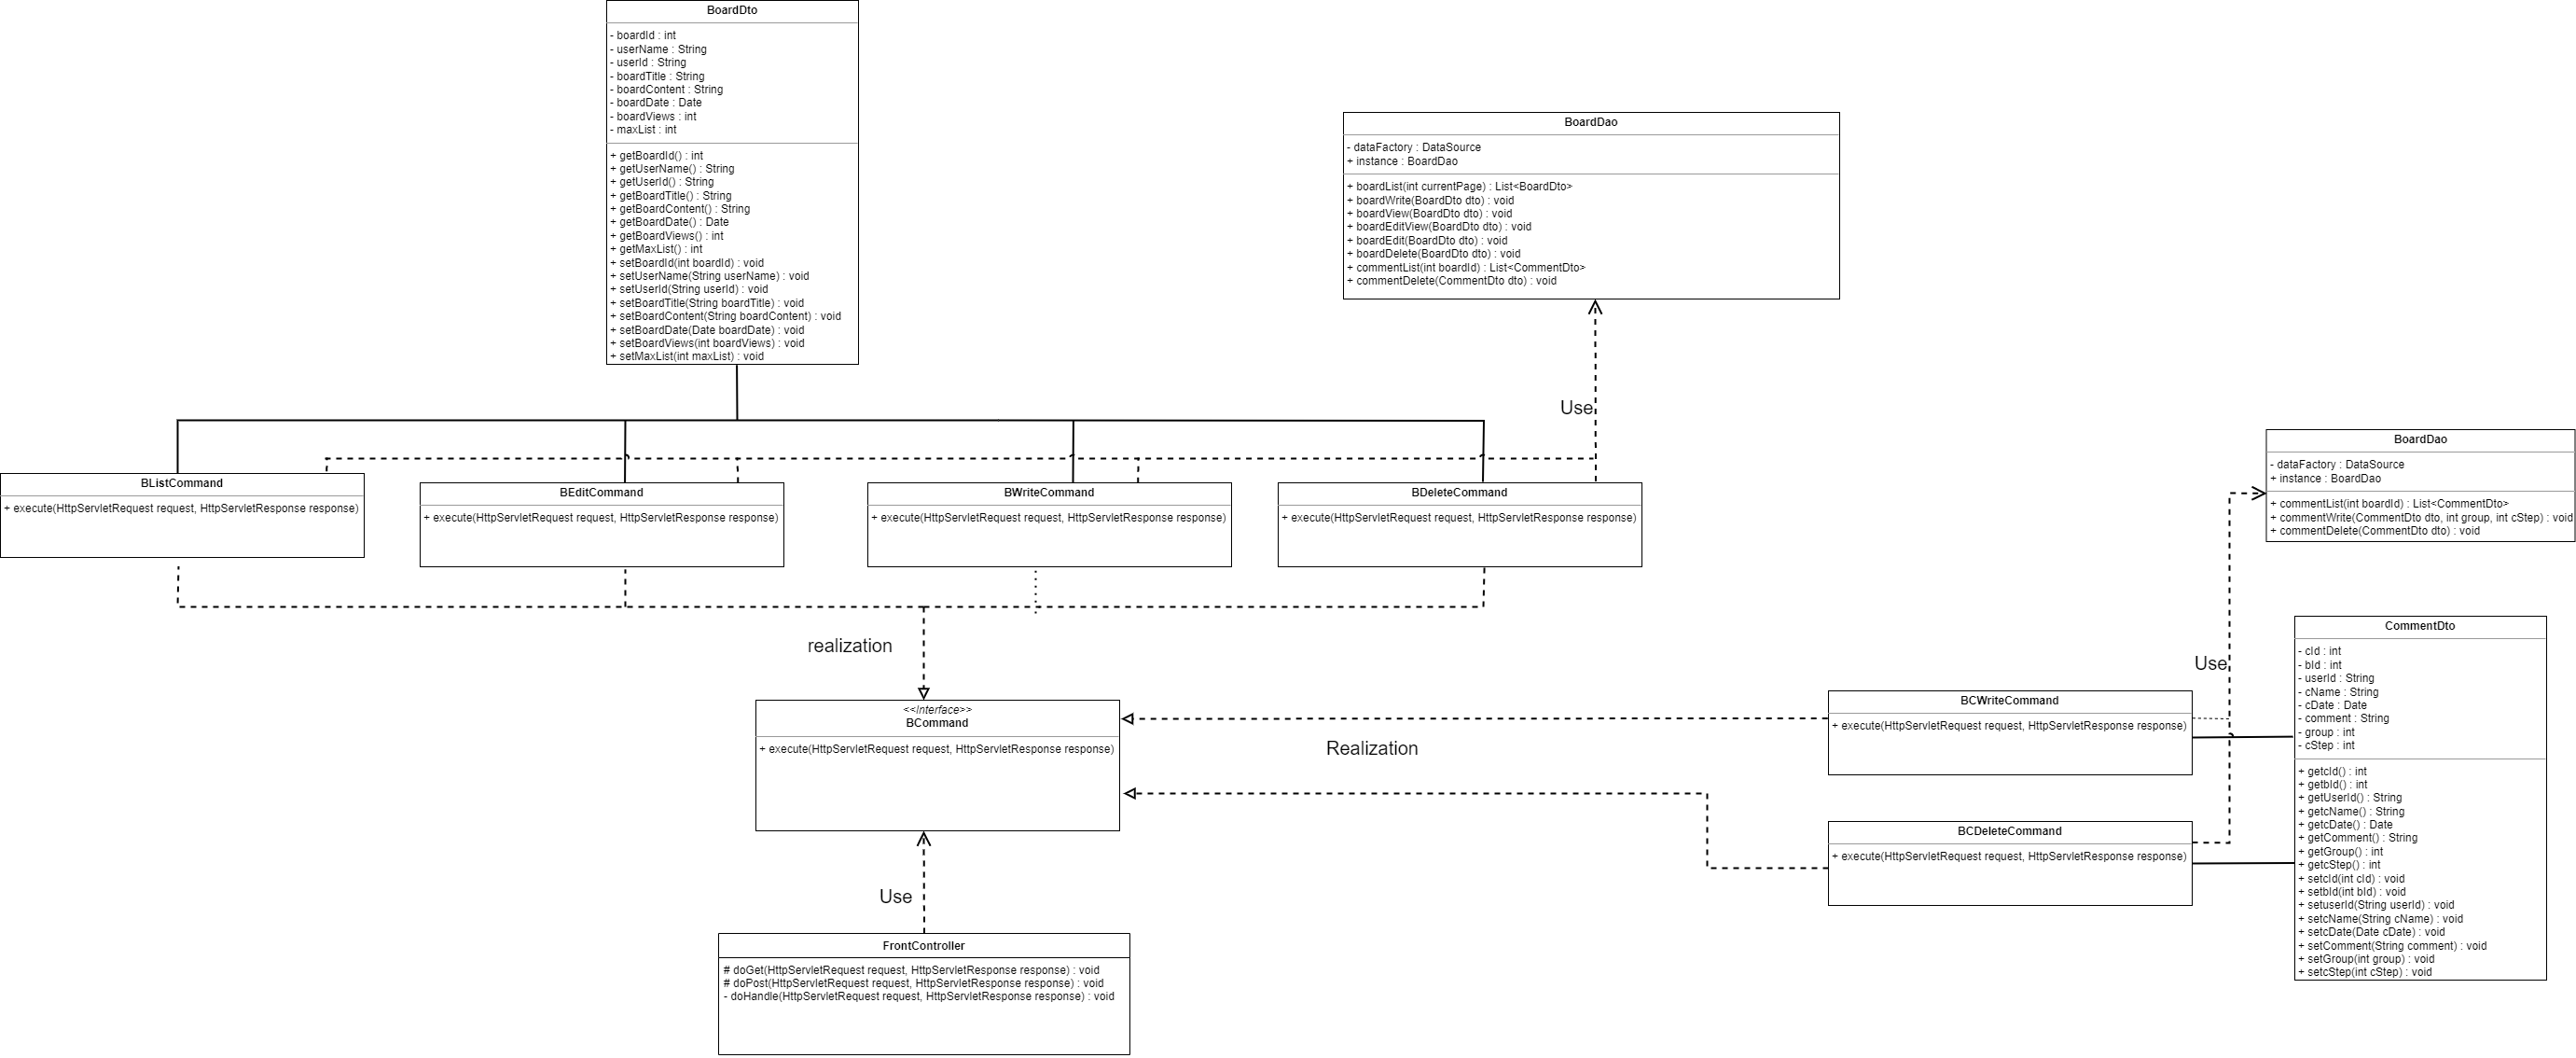 BoardDto
- boardId : int
- userName : String
- userId : String
- boardTitle : String
- boardContent : String
- boardDate : Date
- boardViews : int
- maxList : int
+ getBoardId() : int
+ getUserName() : String
+ getUserId() : String
+ getBoardTitle() : String
+ getBoardContent() : String
+ getBoardDate() : Date
+ getBoardViews() : int
+ getMaxList() : int
+ setBoardId(int boardId) : void
+ setUserName(String userName) : void
+ setUserId(String userId) : void
+ setBoardTitle(String boardTitle) : void
+ setBoardContent(String boardContent) : void
+ setBoardDate(Date boardDate) : void
+ setBoardViews(int boardViews) : void
+ setMaxList(int maxList) : void
BoardDao
- dataFactory : DataSource
+ instance : BoardDao
+ boardList(int currentPage) : List<BoardDto>
+ boardWrite(BoardDto dto) : void
+ boardView(BoardDto dto) : void
+ boardEditView(BoardDto dto) : void
+ boardEdit(BoardDto dto) : void
+ boardDelete(BoardDto dto) : void
+ commentList(int boardId) : List<CommentDto>
+ commentDelete(CommentDto dto) : void
Use
BListCommand
+ execute(HttpServletRequest request, HttpServletResponse response)
BEditCommand
+ execute(HttpServletRequest request, HttpServletResponse response)
BWriteCommand
+ execute(HttpServletRequest request, HttpServletResponse response)
BDeleteCommand
+ execute(HttpServletRequest request, HttpServletResponse response)
BoardDao
- dataFactory : DataSource
+ instance : BoardDao
+ commentList(int boardId) : List<CommentDto>
+ commentWrite(CommentDto dto, int group, int cStep) : void
+ commentDelete(CommentDto dto) : void
realization
<<Interface>>
BCommand
+ execute(HttpServletRequest request, HttpServletResponse response)
Realization
Use
BCWriteCommand
+ execute(HttpServletRequest request, HttpServletResponse response)
BCDeleteCommand
+ execute(HttpServletRequest request, HttpServletResponse response)
CommentDto
- cId : int
- bId : int
- userId : String
- cName : String
- cDate : Date
- comment : String
- group : int
- cStep : int
+ getcId() : int
+ getbId() : int
+ getUserId() : String
+ getcName() : String
+ getcDate() : Date
+ getComment() : String
+ getGroup() : int
+ getcStep() : int
+ setcId(int cId) : void
+ setbId(int bId) : void
+ setuserId(String userId) : void
+ setcName(String cName) : void
+ setcDate(Date cDate) : void
+ setComment(String comment) : void
+ setGroup(int group) : void
+ setcStep(int cStep) : void
Use
FrontController
# doGet(HttpServletRequest request, HttpServletResponse response) : void
# doPost(HttpServletRequest request, HttpServletResponse response) : void
- doHandle(HttpServletRequest request, HttpServletResponse response) : void